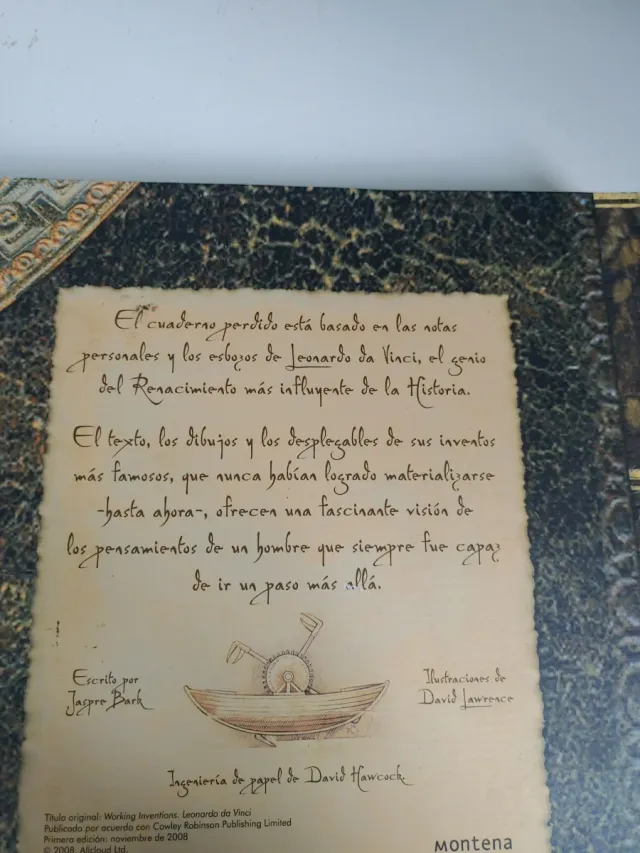 El cuaderno perdido está basado en las notas
personales y los esbozos de Leonardo da Vinci, el genio
del Renacimiento más influyente de la Historia.
El texto, los dibujos y los desplegables de sus inventos
más famosos, que nunca habían logrado materializarse
-hasta ahora-, ofrecen una fascinante visión de
los pensamientos de un hombre que siempre fue capaz
de ir un paso más allá.
Escrito por
Jaspre Bark
Ilustraciones de
David Lawrence
Ingeniería de papel de David Hawcock
Título original: Working Inventions. Leonardo da Vinci
Publicado por acuerdo con Cowley Robinson Publishing Limited
Primera edición: noviembre de 2008
© 2008, Alicloud Ltd.
montena